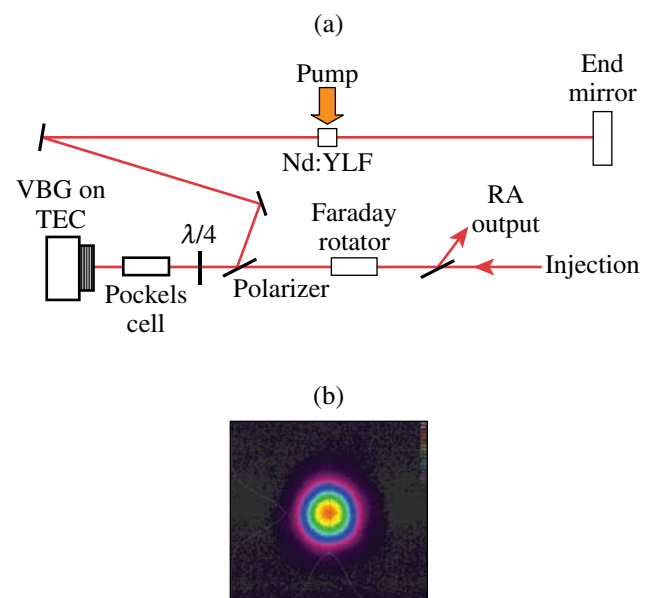 (a)
Pump
End
mirror
Nd:YLF
VBG on
TEC
λ/4
Faraday
rotator
RA
output
Injection
Polarizer
Pockels
cell
(b)